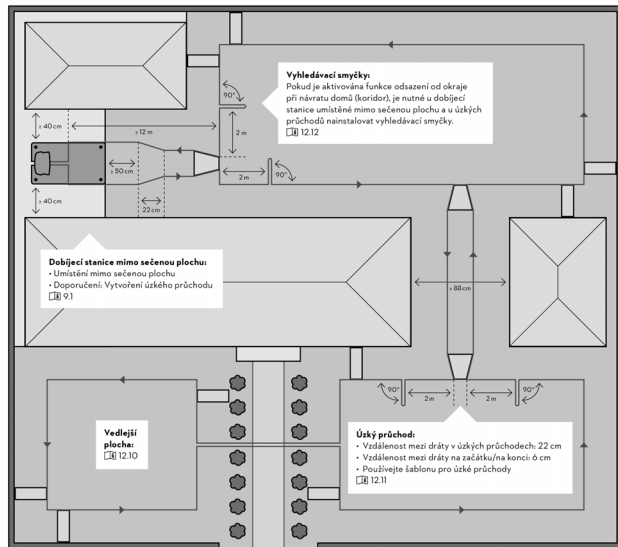 Vyhledávací smyčky:
Pokud je aktivována funkce odsazení od okraje
při návratu domů (koridor), je nutné u dobíjecí
stanice umístěné mimo sečenou plochu a u úzkých
průchodů nainstalovat vyhledávací smyčky.
12.12
90°
≥ 40 cm
≥ 12 m
2 m
≥ 50 cm
2 m
90°
22 cm
≥ 40 cm
Dobíjecí stanice mimo sečenou plochu:
• Umístění mimo sečenou plochu
• Doporučení: Vytvoření úzkého průchodu
9.1
≥ 88 cm
90°
2 m
2 m
90°
Vedlejší
plocha:
12.10
Úzký průchod:
• Vzdálenost mezi dráty v úzkých průchodech: 22 cm
• Vzdálenost mezi dráty na začátku/na konci: 6 cm
• Používejte šablonu pro úzké průchody
12.11